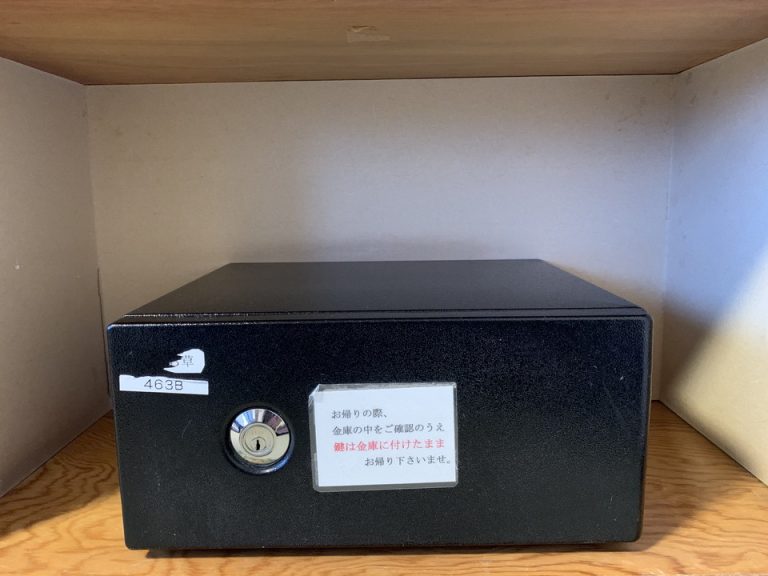 草
463B
お帰りの際、
金庫の中をご確認のうえ
鍵は金庫に付けたまま
お帰り下さいませ。